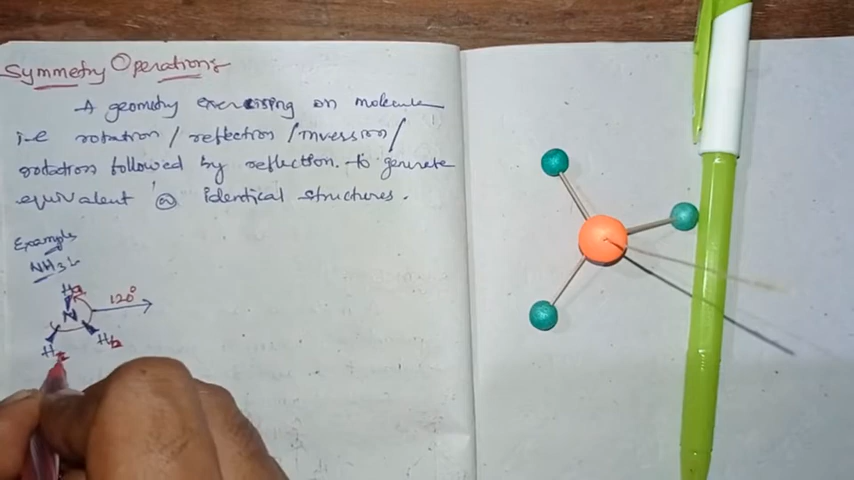 Symmetry Operations
A geometry exercising on molecule
i.e rotation / reflection / inversion /
rotation followed by reflection. to generate
equivalent (or) identical structures.
Example
NH3
Ha
120°
N
Hb
Hc